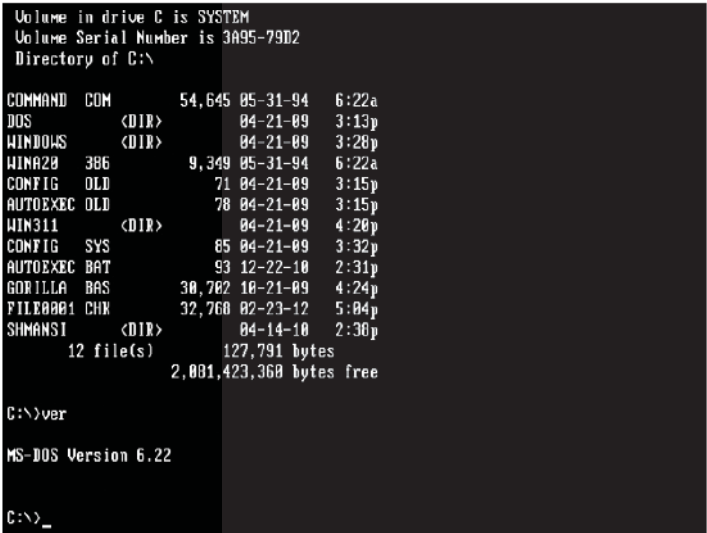 Volume in drive C is SYSTEM
Volume Serial Number is 3A95-79D2
Directory of C:\
COMMAND COM 54,645 05-31-94 6:22a
DOS <DIR> 04-21-09 3:13p
WINDOWS <DIR> 04-21-09 3:28p
WINA20 386 9,349 05-31-94 6:22a
CONFIG OLD 71 04-21-09 3:15p
AUTOEXEC OLD 78 04-21-09 3:15p
WIN311 <DIR> 04-21-09 4:20p
CONFIG SYS 85 04-21-09 3:32p
AUTOEXEC BAT 93 12-22-10 2:31p
GORILLA BAS 30,702 10-21-09 4:24p
FILE0001 CHK 32,768 02-23-12 5:04p
SHMANSI <DIR> 04-14-10 2:38p
12 file(s) 127,791 bytes
2,081,423,360 bytes free
C:\>ver
MS-DOS Version 6.22
C:\>_